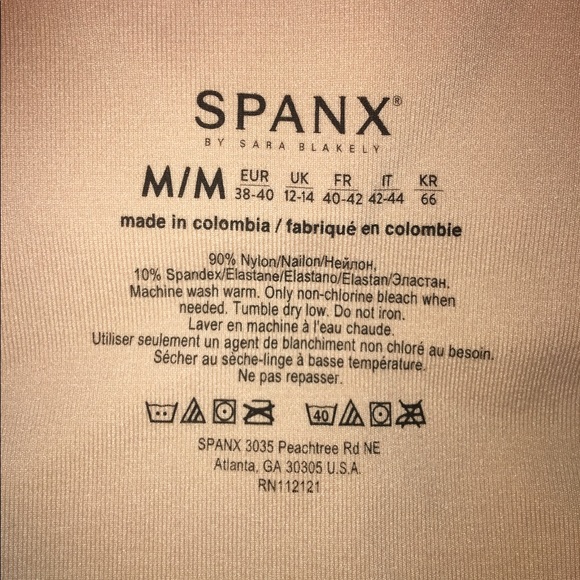 SPANX®
BY SARA BLAKELY
M/M EUR 38-40 UK 12-14 FR 40-42 IT 42-44 KR 66
made in colombia / fabriqué en colombie
90% Nylon/Nailon/Нейлон,
10% Spandex/Elastane/Elastano/Elastan/Эластан.
Machine wash warm. Only non-chlorine bleach when
needed. Tumble dry low. Do not iron.
Laver en machine à l'eau chaude.
Utiliser seulement un agent de blanchiment non chloré au besoin.
Sécher au sèche-linge à basse température.
Ne pas repasser.
40
SPANX 3035 Peachtree Rd NE
Atlanta, GA 30305 U.S.A.
RN112121